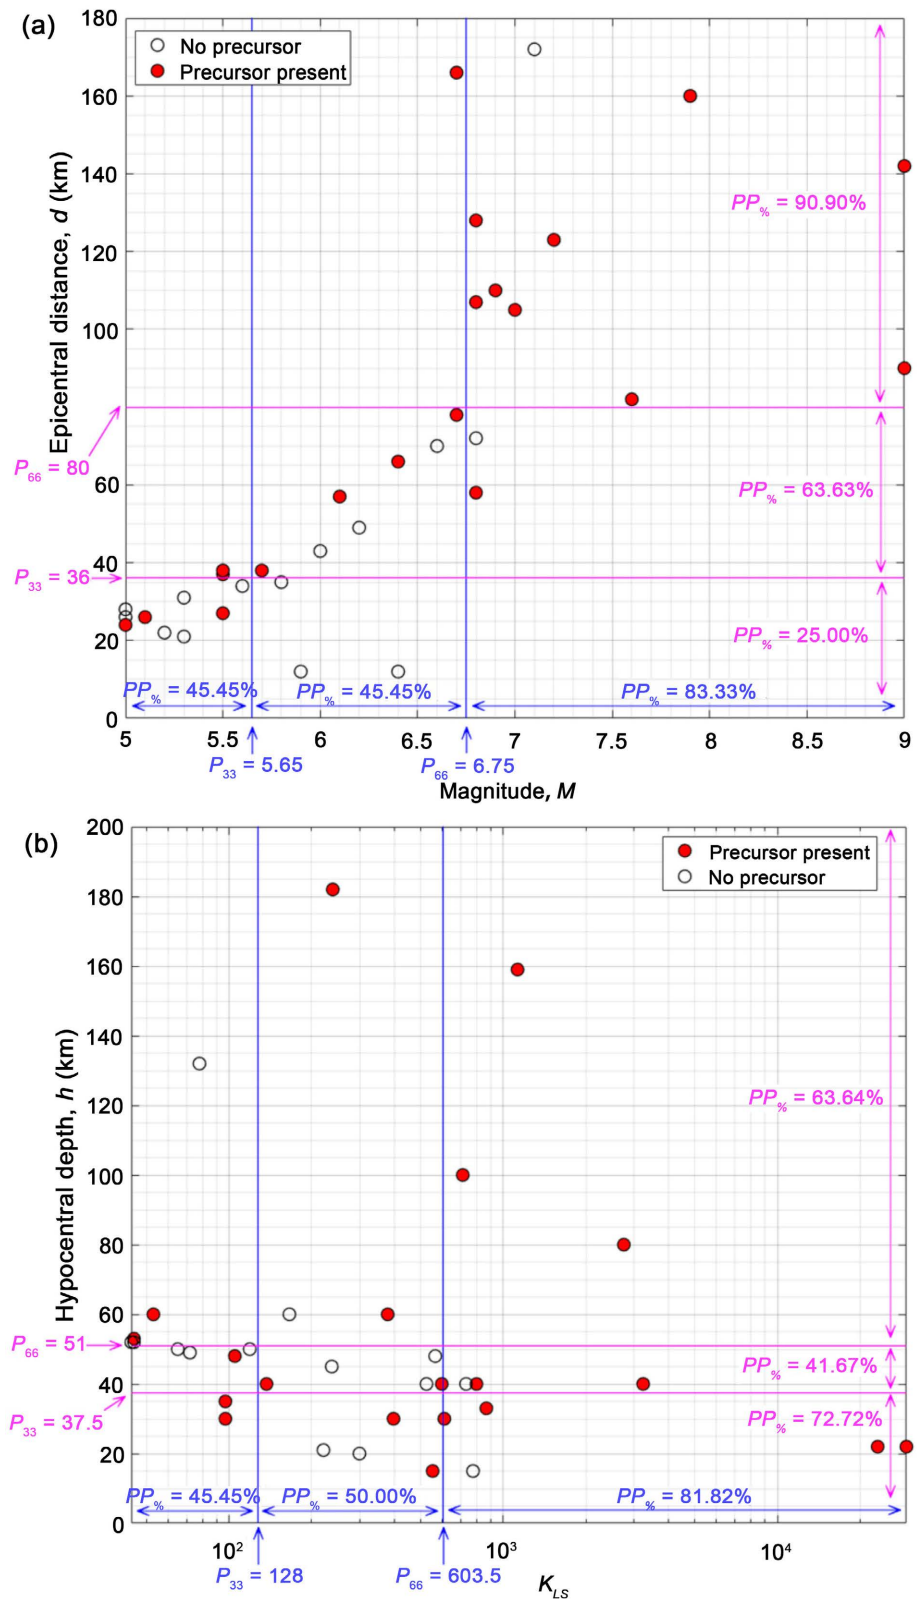 (a)
180
No precursor
Precursor present
160
140
PP% = 90.90%
120
100
Epicentral distance, d (km)
80
P66 = 80
PP% = 63.63%
60
40
P33 = 36
PP% = 25.00%
20
PP% = 45.45%
PP% = 45.45%
PP% = 83.33%
0
5
5.5
6
6.5
7
7.5
8
8.5
9
P33 = 5.65
P66 = 6.75
Magnitude, M
(b)
200
Precursor present
No precursor
180
160
140
120
PP% = 63.64%
100
Hypocentral depth, h (km)
80
60
P66 = 51
PP% = 41.67%
40
P33 = 37.5
PP% = 72.72%
20
PP% = 45.45%
PP% = 50.00%
PP% = 81.82%
0
10²
10³
10⁴
P33 = 128
P66 = 603.5
KLS